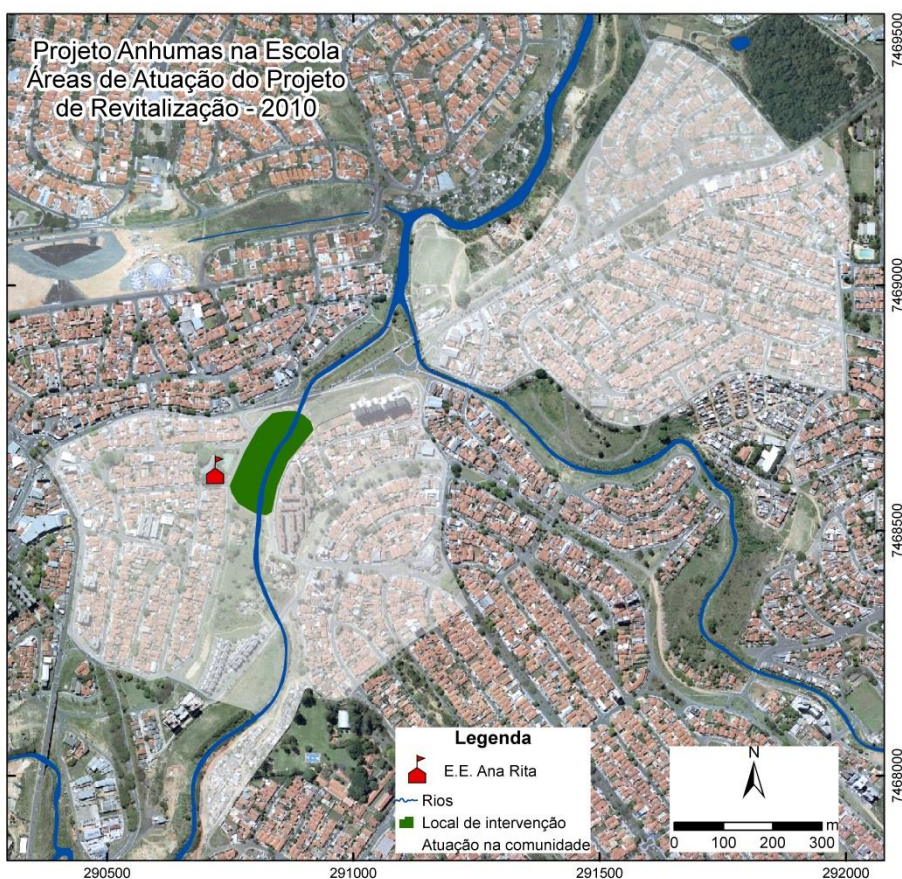 Projeto Anhumas na Escola
Áreas de Atuação do Projeto
de Revitalização - 2010
7469500
7469000
7468500
7468000
Legenda
E.E. Ana Rita
Rios
Local de intervenção
Atuação na comunidade
N
m
0 100 200 300
290500 291000 291500 292000